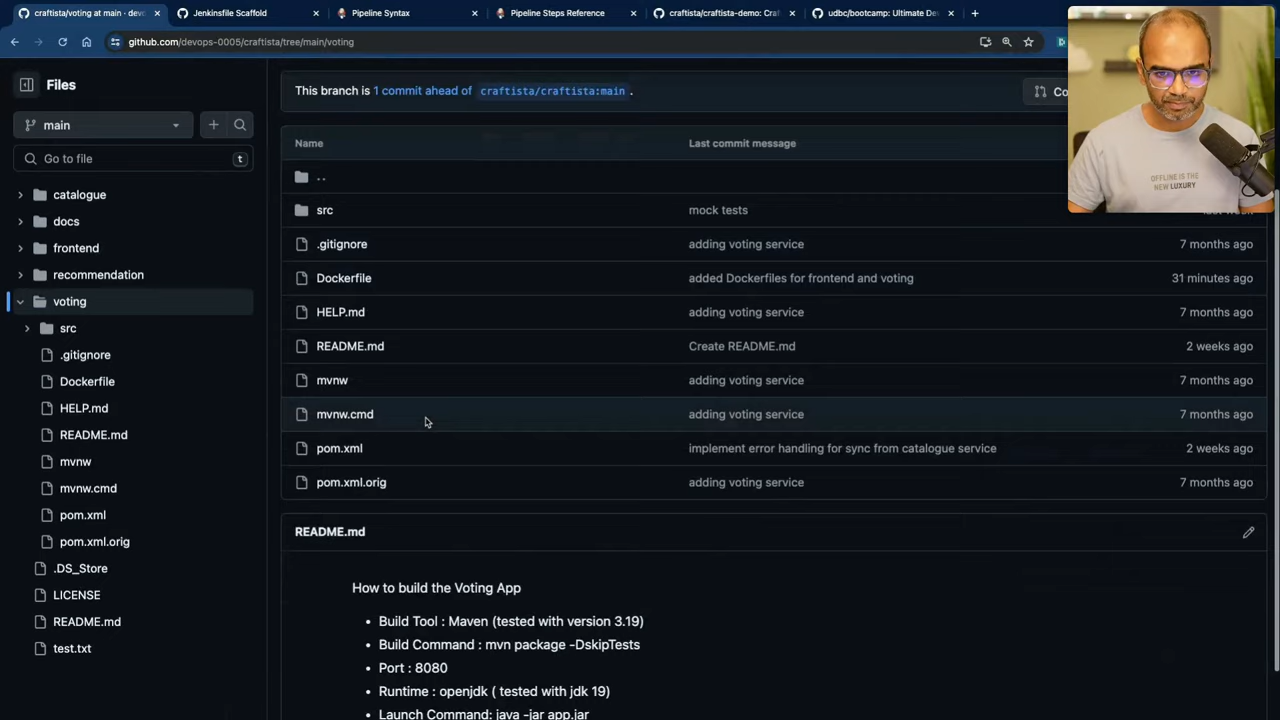 craftista/voting at main · devo
Jenkinsfile Scaffold
Pipeline Syntax
Pipeline Steps Reference
craftista/craftista-demo: Craf
udbc/bootcamp: Ultimate De
github.com/devops-0005/craftista/tree/main/voting
Files
main
Go to file
t
catalogue
docs
frontend
recommendation
voting
src
.gitignore
Dockerfile
HELP.md
README.md
mvnw
mvnw.cmd
pom.xml
pom.xml.orig
.DS_Store
LICENSE
README.md
test.txt
This branch is 1 commit ahead of craftista/craftista:main .
Co
Name Last commit message
..
src mock tests
.gitignore adding voting service 7 months ago
Dockerfile added Dockerfiles for frontend and voting 31 minutes ago
HELP.md adding voting service 7 months ago
README.md Create README.md 2 weeks ago
mvnw adding voting service 7 months ago
mvnw.cmd adding voting service 7 months ago
pom.xml implement error handling for sync from catalogue service 2 weeks ago
pom.xml.orig adding voting service 7 months ago
README.md
How to build the Voting App
• Build Tool : Maven (tested with version 3.19)
• Build Command : mvn package -DskipTests
• Port : 8080
• Runtime : openjdk ( tested with jdk 19)
• Launch Command: java -jar app.jar
OFFLINE IS THE
NEW LUXURY